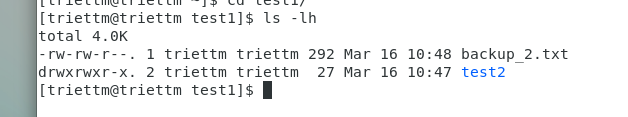 [triettm@triettm ~]$ cd test1/
[triettm@triettm test1]$ ls -lh
total 4.0K
-rw-rw-r--. 1 triettm triettm 292 Mar 16 10:48 backup_2.txt
drwxrwxr-x. 2 triettm triettm  27 Mar 16 10:47 test2
[triettm@triettm test1]$